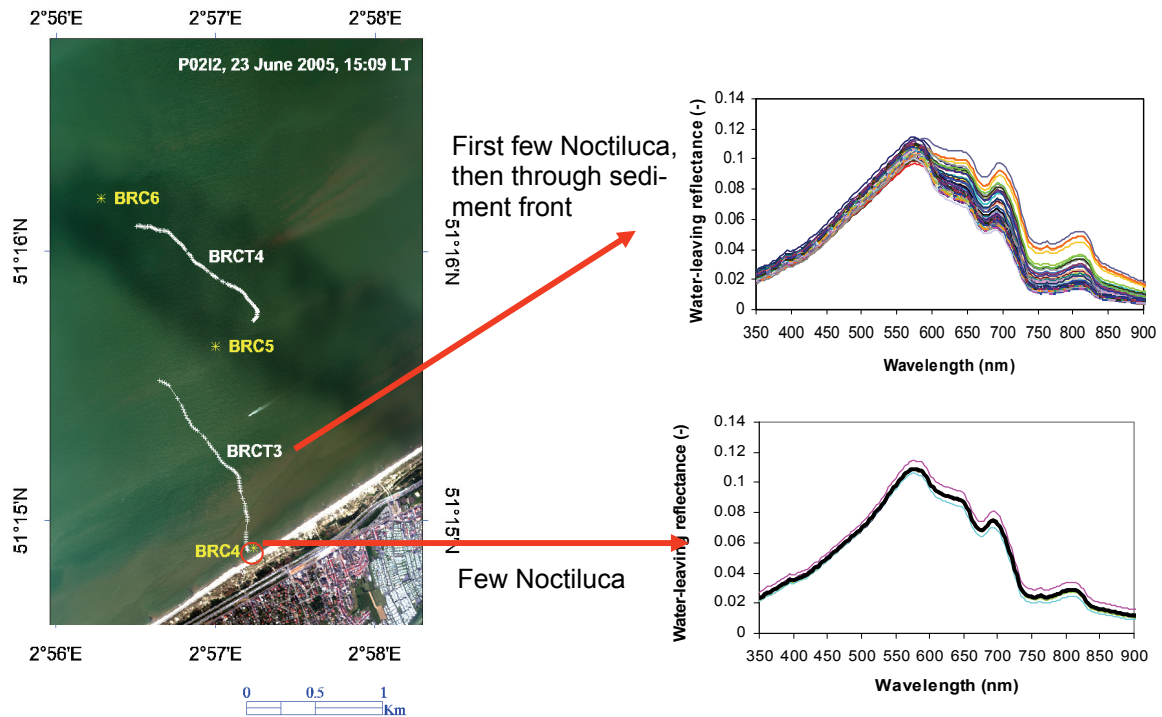 2°56'E 2°57'E 2°58'E
P02I2, 23 June 2005, 15:09 LT
BRC6
51°16'N
BRCT4
51°16'N
BRC5
BRCT3
51°15'N
51°15'N
BRC4
2°56'E 2°57'E 2°58'E
0 0.5 1
Km
First few Noctiluca,
then through sedi-
ment front
Few Noctiluca
Water-leaving reflectance (-)
0.14
0.12
0.1
0.08
0.06
0.04
0.02
0
350 400 450 500 550 600 650 700 750 800 850 900
Wavelength (nm)
Water-leaving reflectance (-)
0.14
0.12
0.1
0.08
0.06
0.04
0.02
0
350 400 450 500 550 600 650 700 750 800 850 900
Wavelength (nm)